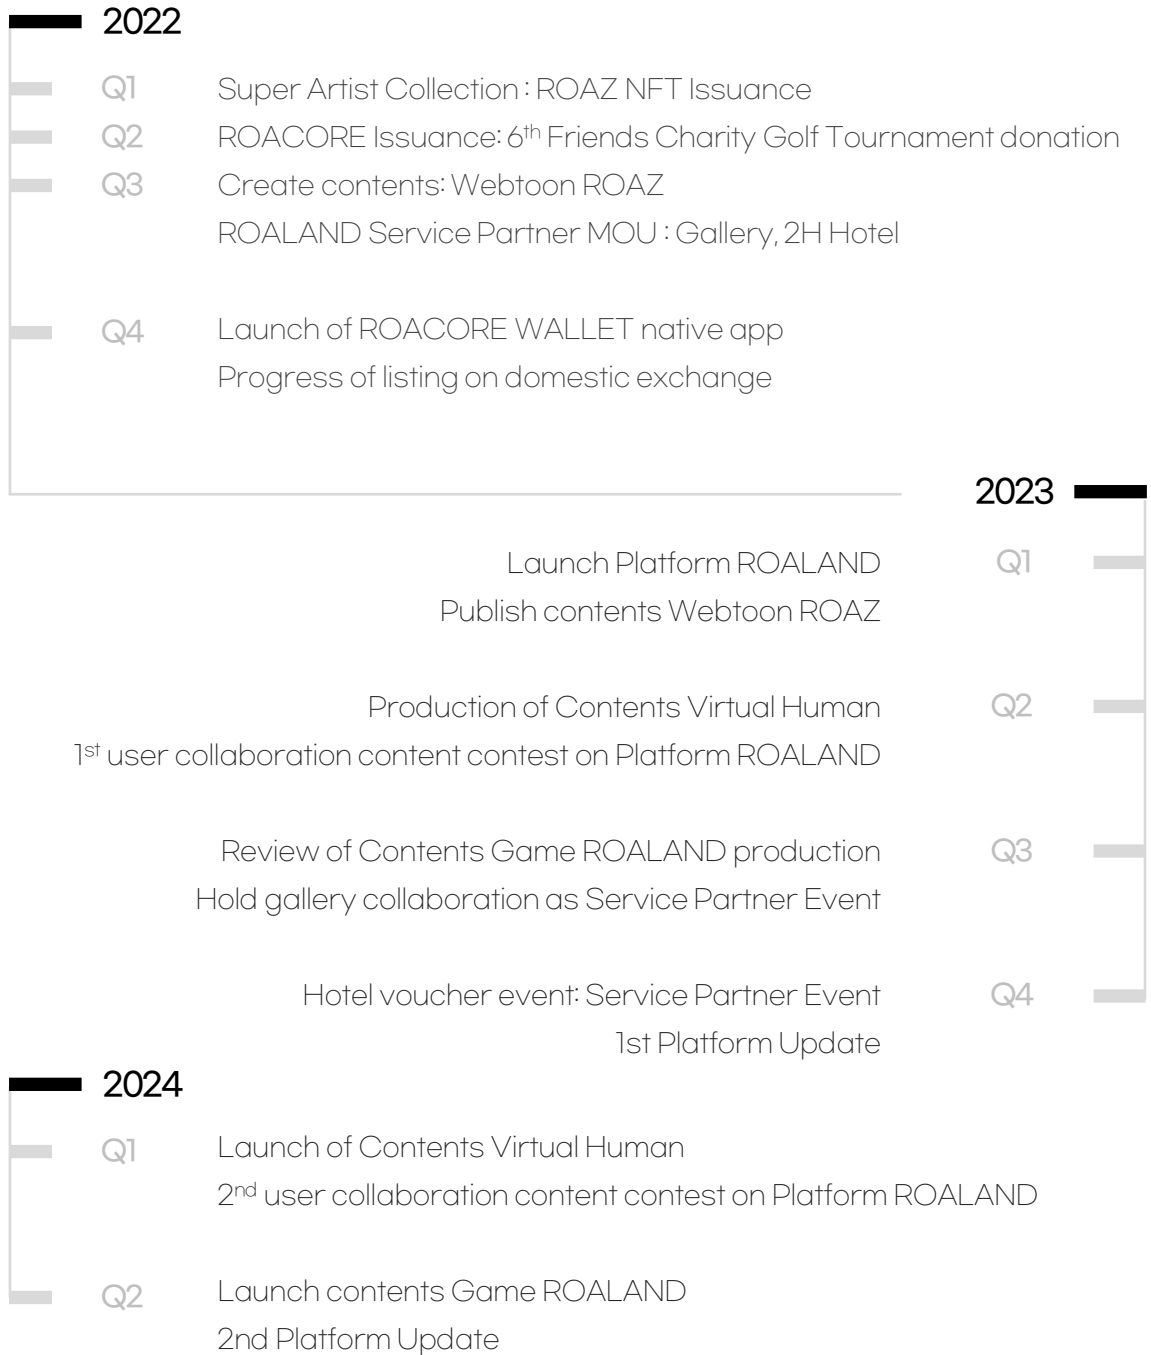 2022
Q1 Super Artist Collection : ROAZ NFT Issuance
Q2 ROACORE Issuance: 6th Friends Charity Golf Tournament donation
Q3 Create contents: Webtoon ROAZ
ROALAND Service Partner MOU : Gallery, 2H Hotel
Q4 Launch of ROACORE WALLET native app
Progress of listing on domestic exchange
2023
Launch Platform ROALAND Q1
Publish contents Webtoon ROAZ
Production of Contents Virtual Human Q2
1st user collaboration content contest on Platform ROALAND
Review of Contents Game ROALAND production Q3
Hold gallery collaboration as Service Partner Event
Hotel voucher event: Service Partner Event Q4
1st Platform Update
2024
Q1 Launch of Contents Virtual Human
2nd user collaboration content contest on Platform ROALAND
Q2 Launch contents Game ROALAND
2nd Platform Update